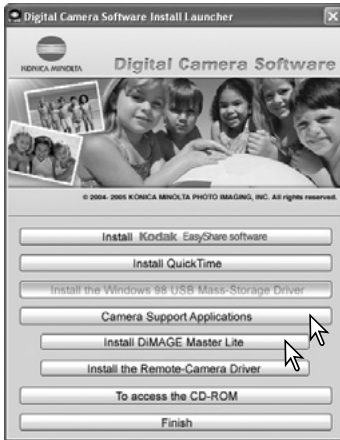 Digital Camera Software Install Launcher
KONICA MINOLTA
Digital Camera Software
© 2004- 2005 KONICA MINOLTA PHOTO IMAGING, INC. All rights reserved.
Install Kodak EasyShare software
Install QuickTime
Install the Windows 98 USB Mass-Storage Driver
Camera Support Applications
Install DiMAGE Master Lite
Install the Remote-Camera Driver
To access the CD-ROM
Finish